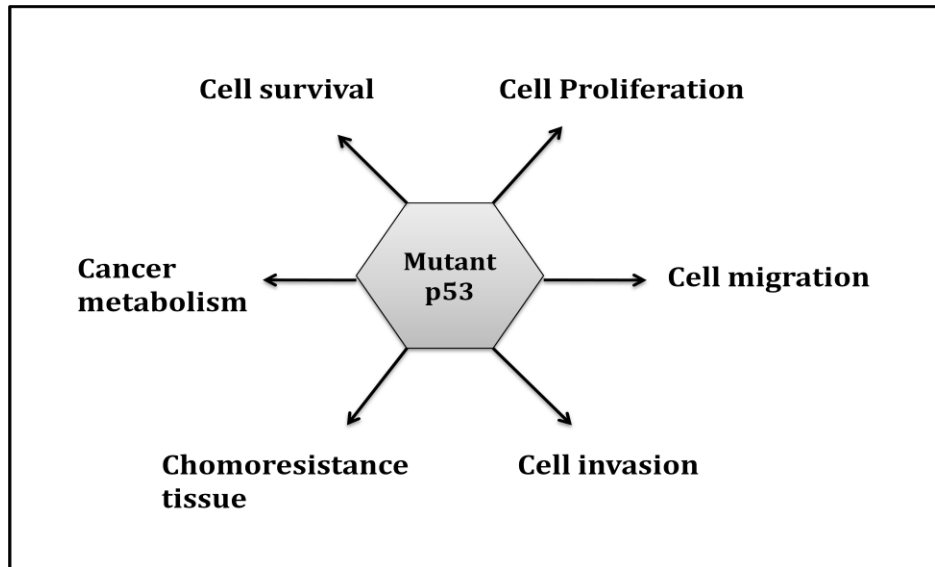 Cell survival
Cell Proliferation
Cancer
metabolism
Mutant
p53
Cell migration
Chomoresistance
tissue
Cell invasion